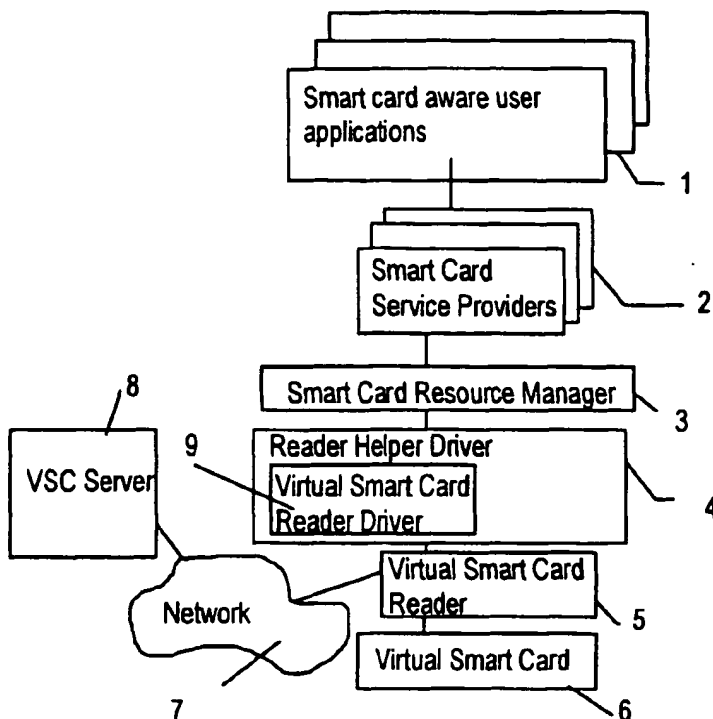 Smart card aware user
applications
1
Smart Card
Service Providers
2
8
Smart Card Resource Manager
3
9
Reader Helper Driver
VSC Server
Virtual Smart Card
Reader Driver
4
Virtual Smart Card
Reader
5
Network
Virtual Smart Card
7
6